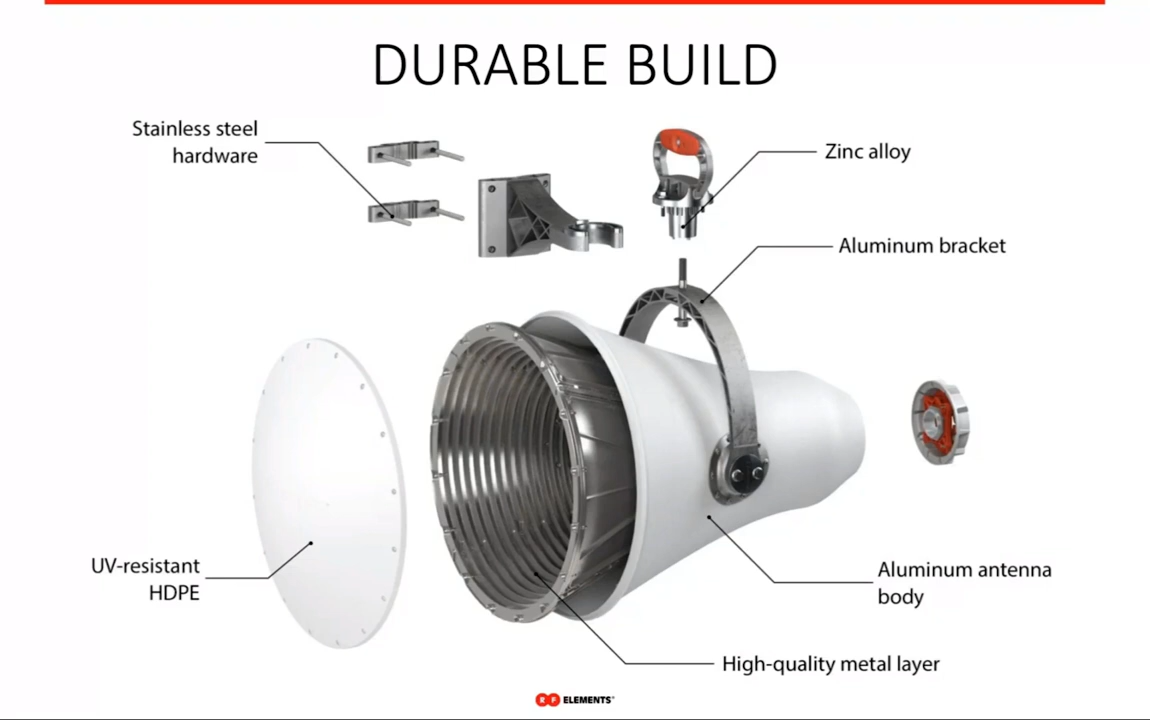 DURABLE BUILD
Stainless steel
hardware
Zinc alloy
Aluminum bracket
UV-resistant
HDPE
Aluminum antenna
body
High-quality metal layer
RF ELEMENTS